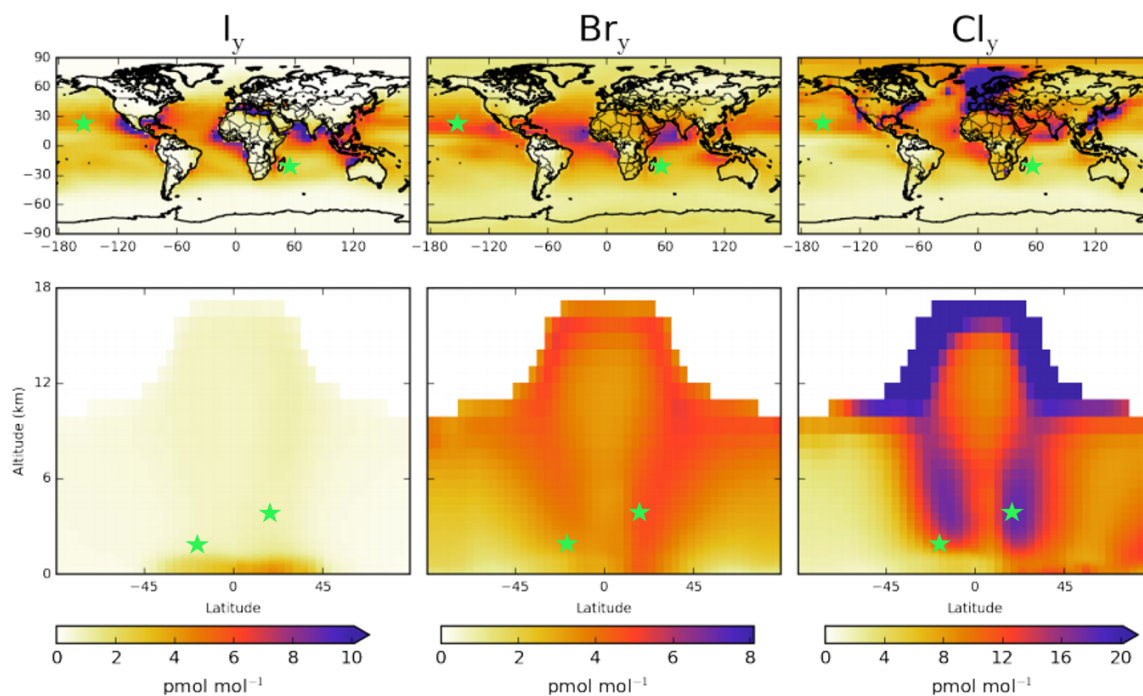 I_y Br_y Cl_y
90
60
30
0
−30
−60
−90
−180 −120 −60 0 60 120 −180 −120 −60 0 60 120 −180 −120 −60 0 60 120
18
12
6
0
Altitude (km)
−45 0 45 −45 0 45 −45 0 45
Latitude Latitude Latitude
0 2 4 6 8 10 0 2 4 6 8 0 4 8 12 16 20
pmol mol⁻¹ pmol mol⁻¹ pmol mol⁻¹